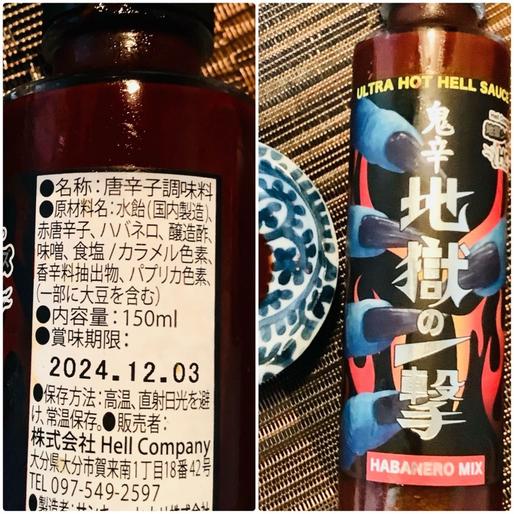 ●名称:唐辛子調味料
●原材料名:水飴(国内製造)、
赤唐辛子、ハバネロ、醸造酢、
味噌、食塩/カラメル色素、
香辛料抽出物、パプリカ色素、
(一部に大豆を含む)
●内容量:150ml
●賞味期限:
2024.12.03
●保存方法:高温、直射日光を避
け、常温保存。●販売者:
株式会社 Hell Company
大分県大分市賀来南1丁目18番42号
TEL 097-549-2597
●製造者:
ULTRA HOT HELL SAUCE
鬼辛
地獄の一撃
HABANERO MIX